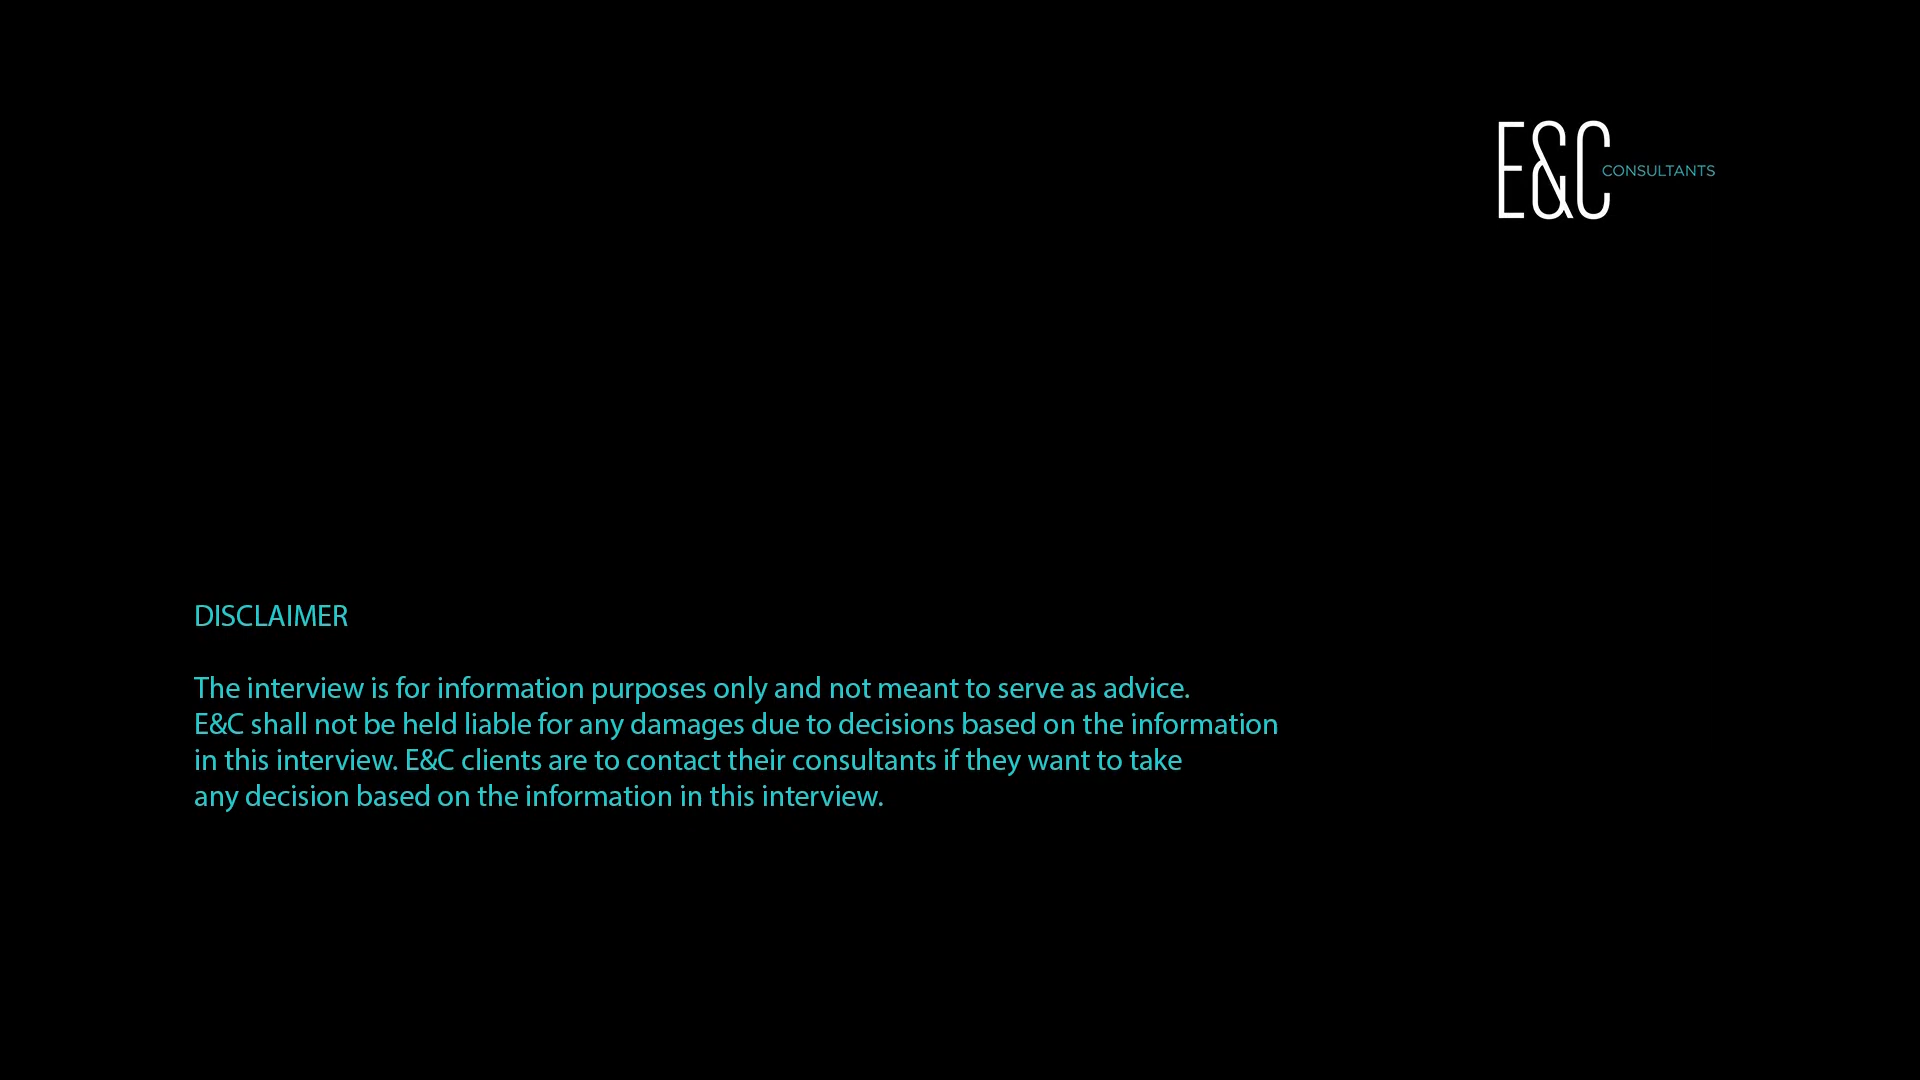 E&C CONSULTANTS
DISCLAIMER
The interview is for information purposes only and not meant to serve as advice.
E&C shall not be held liable for any damages due to decisions based on the information
in this interview. E&C clients are to contact their consultants if they want to take
any decision based on the information in this interview.